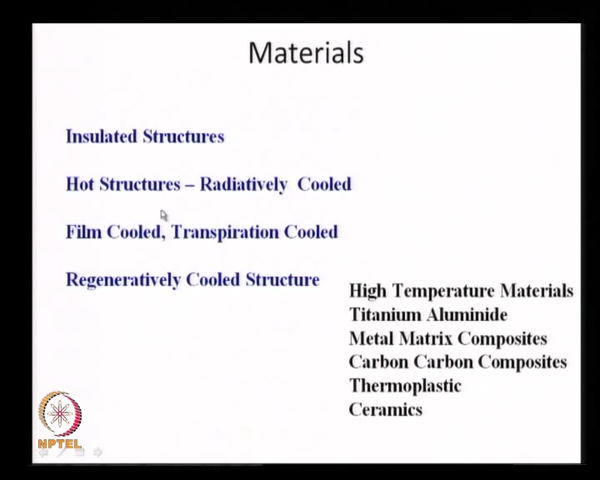 Materials
Insulated Structures
Hot Structures – Radiatively Cooled
Film Cooled, Transpiration Cooled
Regeneratively Cooled Structure
High Temperature Materials
Titanium Aluminide
Metal Matrix Composites
Carbon Carbon Composites
Thermoplastic
Ceramics
NPTEL